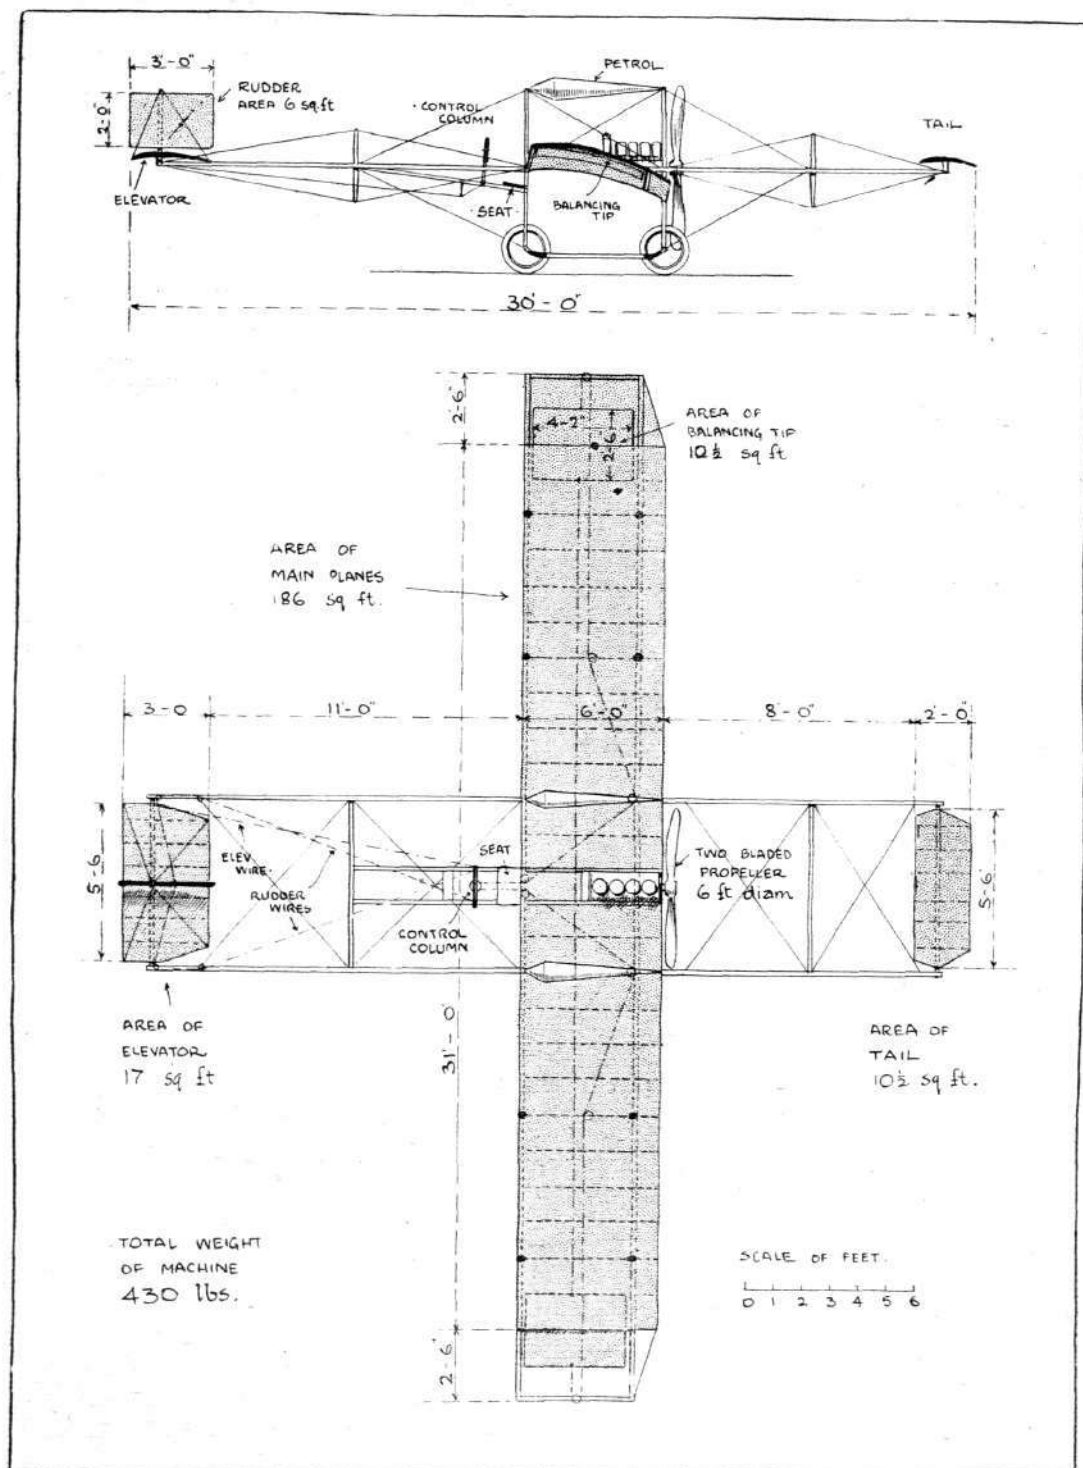 3'-0"
RUDDER
AREA 6 sq.ft
2'-0"
CONTROL
COLUMN
PETROL
TAIL
ELEVATOR
SEAT
BALANCING
TIP
30'-0"
2'-6"
4-2"
2-6"
AREA OF
BALANCING TIP
10½ sq ft
AREA OF
MAIN PLANES
186 sq ft.
3-0
11'-0"
6'-0"
8'-0"
2'-0"
5-6
ELEV
WIRE
RUDDER
WIRES
SEAT
CONTROL
COLUMN
TWO BLADED
PROPELLER
6 ft diam
5-6
AREA OF
ELEVATOR
17 sq ft
31'-0
AREA OF
TAIL
10½ sq ft.
TOTAL WEIGHT
OF MACHINE
430 lbs.
2-6"
SCALE OF FEET.
0 1 2 3 4 5 6